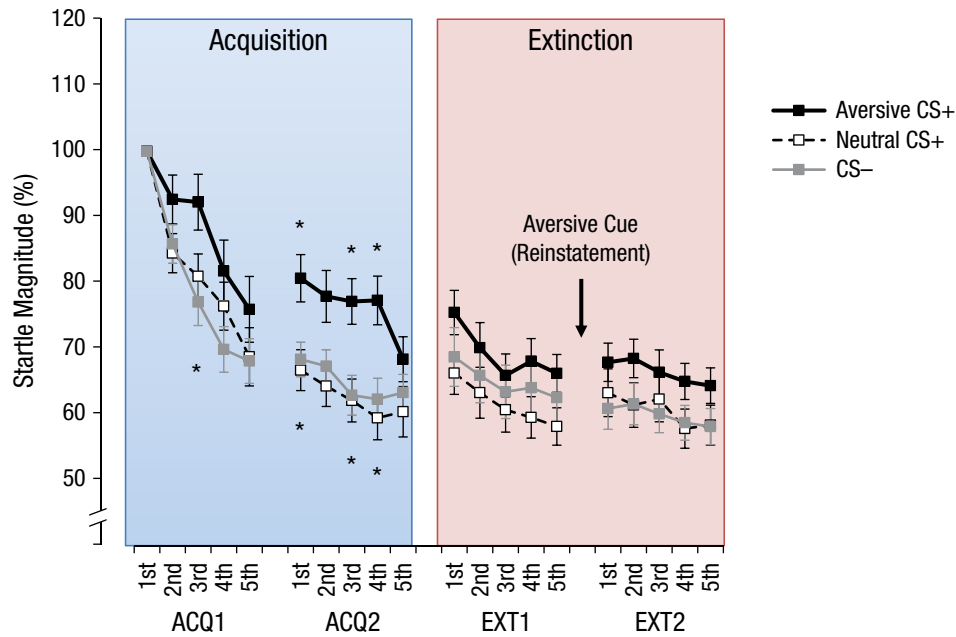 120
110
100
90
80
70
60
50
Startle Magnitude (%)
Acquisition
Extinction
Aversive CS+
Neutral CS+
CS–
Aversive Cue
(Reinstatement)
*
*
*
*
*
*
*
1st
2nd
3rd
4th
5th
1st
2nd
3rd
4th
5th
1st
2nd
3rd
4th
5th
1st
2nd
3rd
4th
5th
ACQ1
ACQ2
EXT1
EXT2